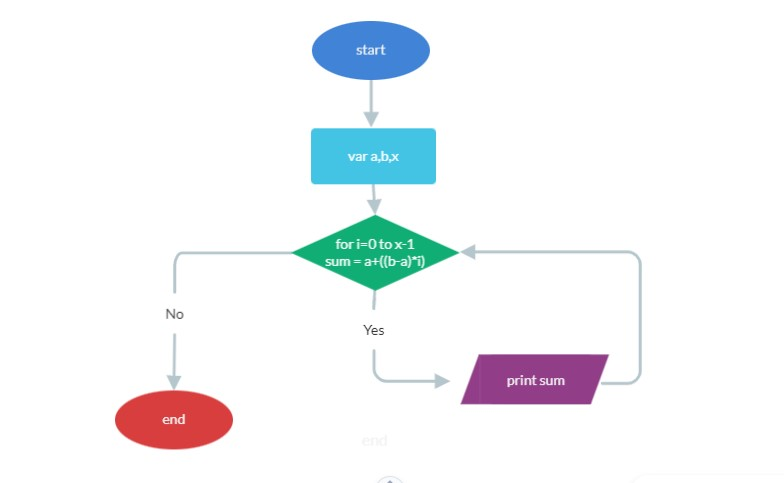 start
var a,b,x
for i=0 to x-1
sum = a+((b-a)*i)
No
Yes
print sum
end
end